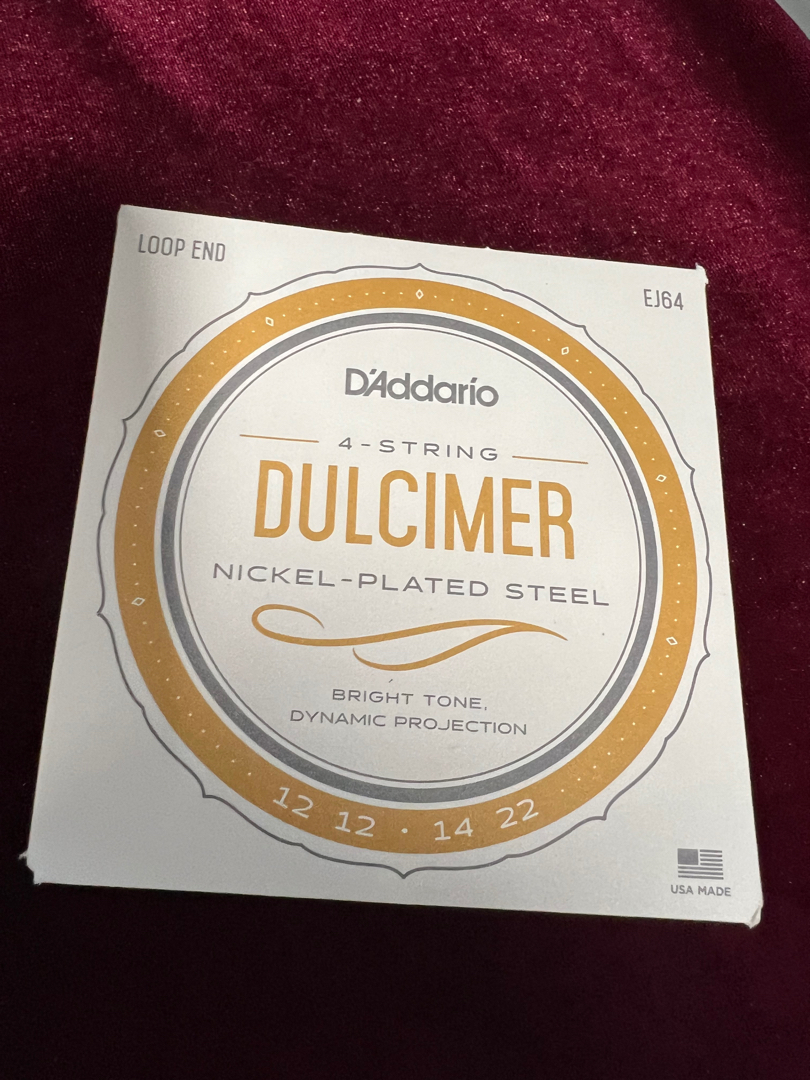 LOOP END
EJ64
D'Addario
4-STRING
DULCIMER
NICKEL-PLATED STEEL
BRIGHT TONE,
DYNAMIC PROJECTION
12 12 · 14 22
USA MADE